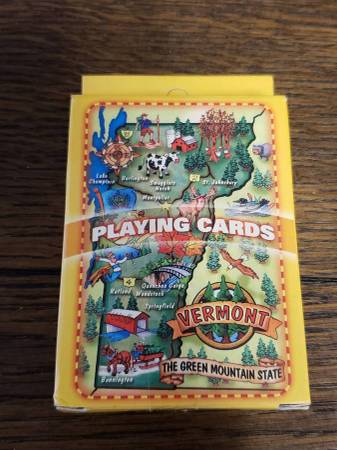 Lake
Champlain
Burlington
Smugglers
Notch
St. Johnsbury
Montpelier
PLAYING CARDS
Quechee Gorge
Rutland
Woodstock
Springfield
VERMONT
THE GREEN MOUNTAIN STATE
Bennington